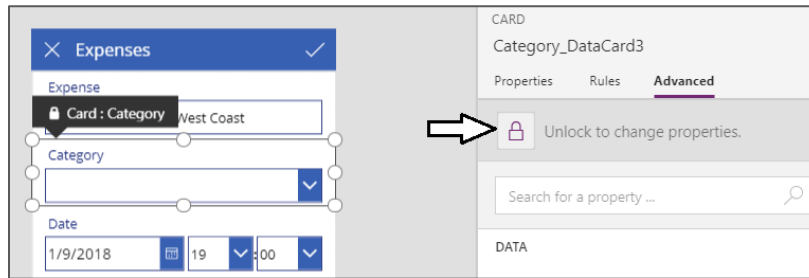 Expenses
Expense
Card : Category
West Coast
Category
Date
1/9/2018
19
:00
CARD
Category_DataCard3
Properties Rules Advanced
Unlock to change properties.
Search for a property ...
DATA